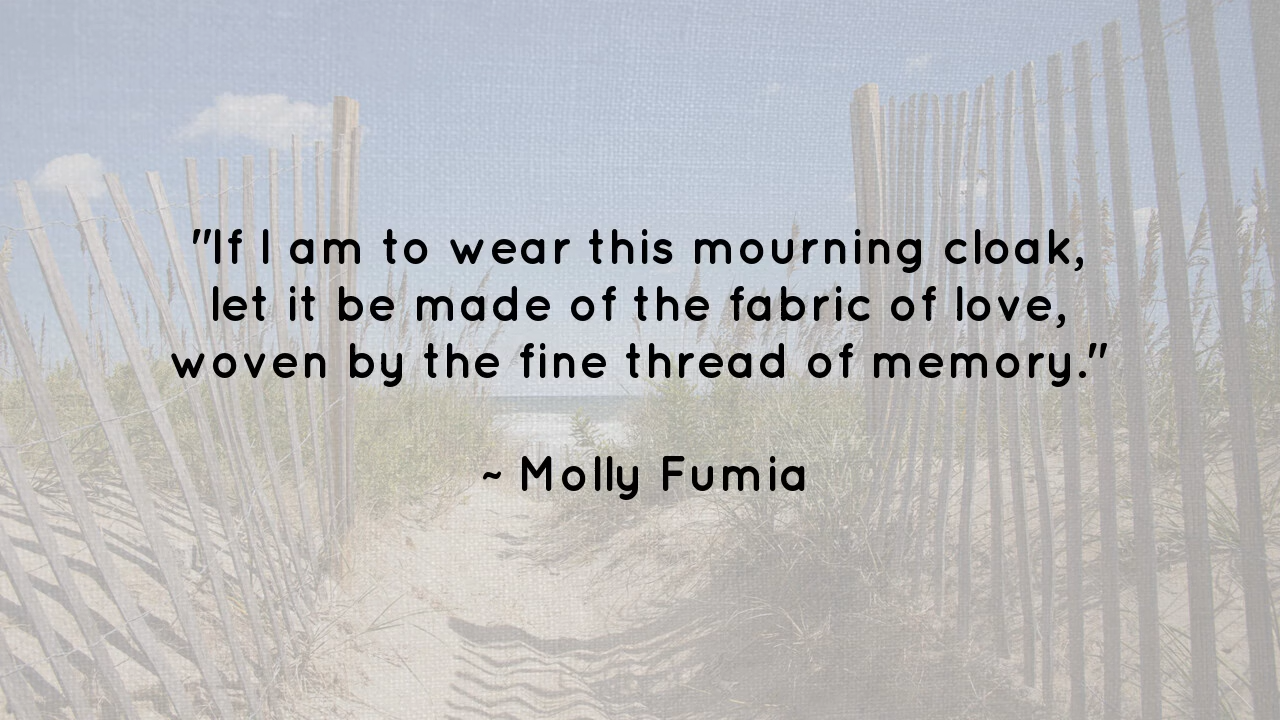 "If I am to wear this mourning cloak,
let it be made of the fabric of love,
woven by the fine thread of memory."
~ Molly Fumia